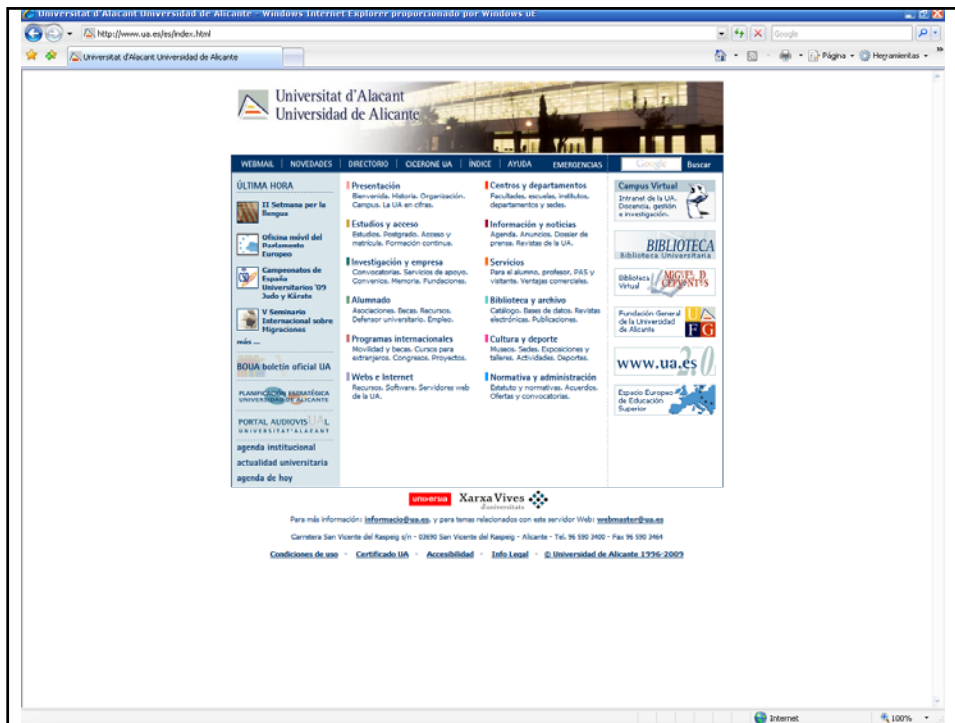 Universitat d'Alacant Universidad de Alicante - Windows Internet Explorer proporcionado por Windows uE
http://www.ua.es/es/index.html
Google
Universitat d'Alacant Universidad de Alicante
Página
Herramientas
Universitat d'Alacant
Universidad de Alicante
WEBMAIL | NOVEDADES | DIRECTORIO | CICERONE UA | ÍNDICE | AYUDA EMERGENCIAS
Google Buscar
ÚLTIMA HORA
II Setmana per la
llengua
Oficina móvil del
Parlamento
Europeo
Campeonatos de
España
Universitarios '09
Judo y Kárate
V Seminario
Internacional sobre
Migraciones
más ...
BOUA boletín oficial UA
PLANIFICACIÓN ESTRATÉGICA
UNIVERSIDAD DE ALICANTE
PORTAL AUDIOVISUAL
UNIVERSITAT D'ALACANT
agenda institucional
actualidad universitaria
agenda de hoy
Presentación
Bienvenida. Historia. Organización.
Campus. La UA en cifras.
Estudios y acceso
Estudios. Postgrado. Acceso y
matrícula. Formación continua.
Investigación y empresa
Convocatorias. Servicios de apoyo.
Convenios. Memoria. Fundaciones.
Alumnado
Asociaciones. Becas. Recursos.
Defensor universitario. Empleo.
Programas internacionales
Movilidad y becas. Cursos para
extranjeros. Congresos. Proyectos.
Webs e Internet
Recursos. Software. Servidores web
de la UA.
Centros y departamentos
Facultades, escuelas, institutos,
departamentos y sedes.
Información y noticias
Agenda. Anuncios. Dossier de
prensa. Revistas de la UA.
Servicios
Para el alumno, profesor, PAS y
visitante. Ventajas comerciales.
Biblioteca y archivo
Catálogo. Bases de datos. Revistas
electrónicas. Publicaciones.
Cultura y deporte
Museos. Sedes. Exposiciones y
talleres. Actividades. Deportes.
Normativa y administración
Estatuto y normativas. Acuerdos.
Ofertas y convocatorias.
Campus Virtual
Intranet de la UA.
Docencia, gestión
e investigación.
BIBLIOTECA
Biblioteca Universitaria
Biblioteca
Virtual
MIGUEL D
CERVANTES
Fundación General
de la Universidad
de Alicante
U A
F G
www.ua.es 2.0
Espacio Europeo
de Educación
Superior
universia
Xarxa Vives
d'universitats
Para más información: informacio@ua.es, y para temas relacionados con este servidor Web: webmaster@ua.es
Carretera San Vicente del Raspeig s/n - 03690 San Vicente del Raspeig - Alicante - Tel. 96 590 3400 - Fax 96 590 3464
Condiciones de uso · Certificado UA · Accesibilidad · Info Legal · © Universidad de Alicante 1996-2009
Internet
100%